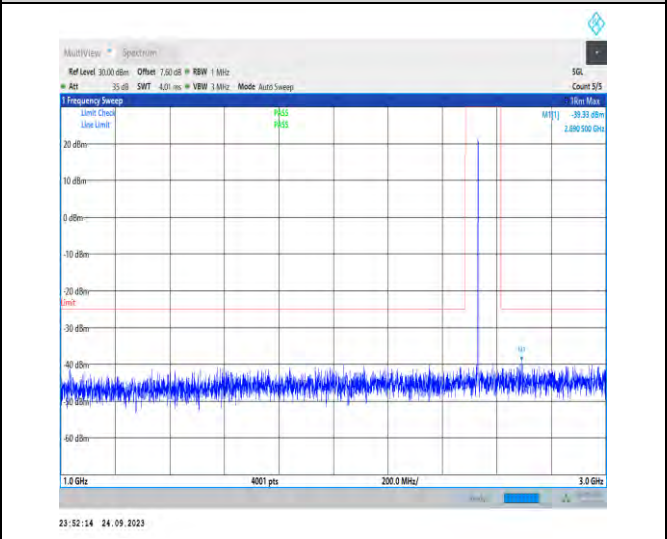 MultiView Spectrum
Ref Level 30.00 dBm Offset 7.60 dB RBW 1 MHz SGL
Att 35 dB SWT 4.01 ms VBW 3 MHz Mode Auto Sweep Count 5/5
1 Frequency Sweep 1Rm Max
Limit Check PASS M1[1] -39.33 dBm
Line Limit PASS 2.690 500 GHz
20 dBm
10 dBm
0 dBm
-10 dBm
-20 dBm
Limit
-30 dBm
-40 dBm
M1
-50 dBm
-60 dBm
1.0 GHz 4001 pts 200.0 MHz/ 3.0 GHz
23:52:14 24.09.2023